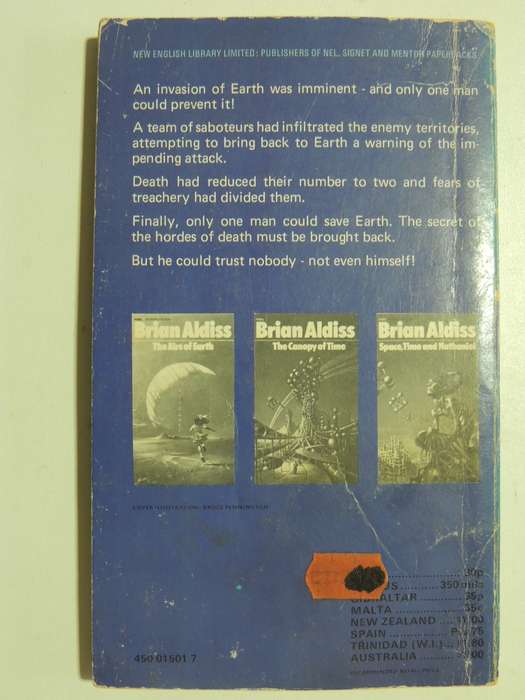 NEW ENGLISH LIBRARY LIMITED: PUBLISHERS OF NEL, SIGNET AND MENTOR PAPERBACKS
An invasion of Earth was imminent - and only one man
could prevent it!
A team of saboteurs had infiltrated the enemy territories,
attempting to bring back to Earth a warning of the im-
pending attack.
Death had reduced their number to two and fears of
treachery had divided them.
Finally, only one man could save Earth. The secret of
the hordes of death must be brought back.
But he could trust nobody - not even himself!
Brian Aldiss
The Airs of Earth
Brian Aldiss
The Canopy of Time
Brian Aldiss
Space, Time and Nathaniel
COVER ILLUSTRATION: BRUCE PENNINGTON
30p
350 mils
GIBRALTAR 35p
MALTA 35c
NEW ZEALAND
SPAIN
TRINIDAD (W.I.)
AUSTRALIA
450 01501 7